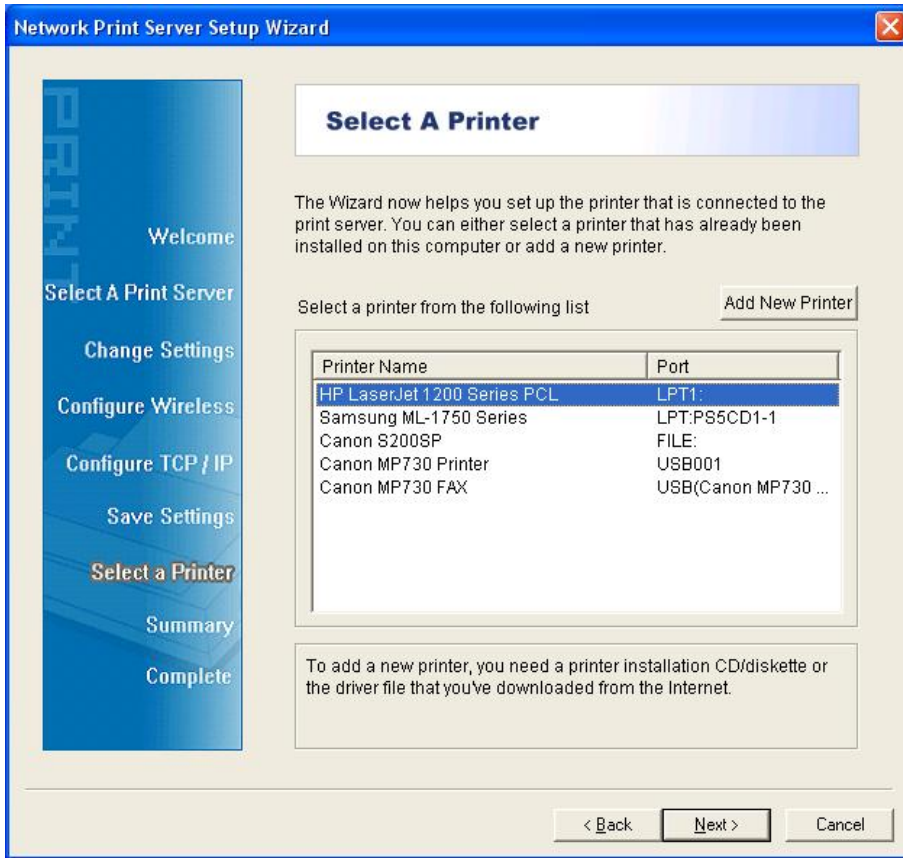 Network Print Server Setup Wizard
PRINT
Welcome
Select A Print Server
Change Settings
Configure Wireless
Configure TCP / IP
Save Settings
Select a Printer
Summary
Complete
Select A Printer
The Wizard now helps you set up the printer that is connected to the
print server. You can either select a printer that has already been
installed on this computer or add a new printer.
Select a printer from the following list
Add New Printer
Printer Name Port
HP LaserJet 1200 Series PCL LPT1:
Samsung ML-1750 Series LPT:PS5CD1-1
Canon S200SP FILE:
Canon MP730 Printer USB001
Canon MP730 FAX USB(Canon MP730 ...
To add a new printer, you need a printer installation CD/diskette or
the driver file that you've downloaded from the Internet.
< Back Next > Cancel